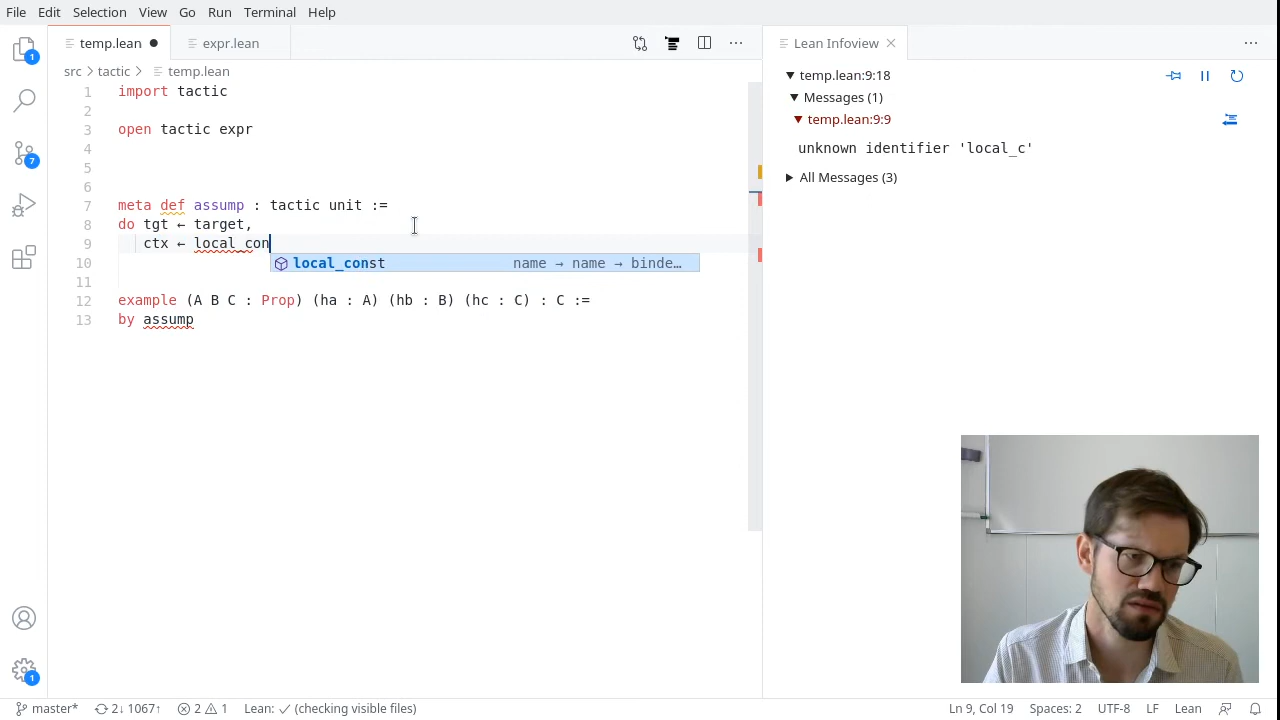 File Edit Selection View Go Run Terminal Help
temp.lean ● expr.lean
Lean Infoview
src > tactic > temp.lean
1 import tactic
2
3 open tactic expr
4
5
6
7 meta def assump : tactic unit :=
8 do tgt ← target,
9 ctx ← local_con
local_const name → name → binde…
10
11
12 example (A B C : Prop) (ha : A) (hb : B) (hc : C) : C :=
13 by assump
temp.lean:9:18
Messages (1)
temp.lean:9:9
unknown identifier 'local_c'
All Messages (3)
1
7
1
master* 2↓ 1067↑ 2 1 Lean: ✓ (checking visible files)
Ln 9, Col 19 Spaces: 2 UTF-8 LF Lean